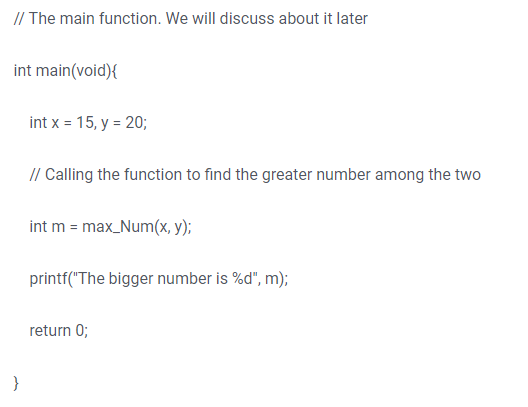 // The main function. We will discuss about it later
int main(void){
int x = 15, y = 20;
// Calling the function to find the greater number among the two
int m = max_Num(x, y);
printf("The bigger number is %d", m);
return 0;
}